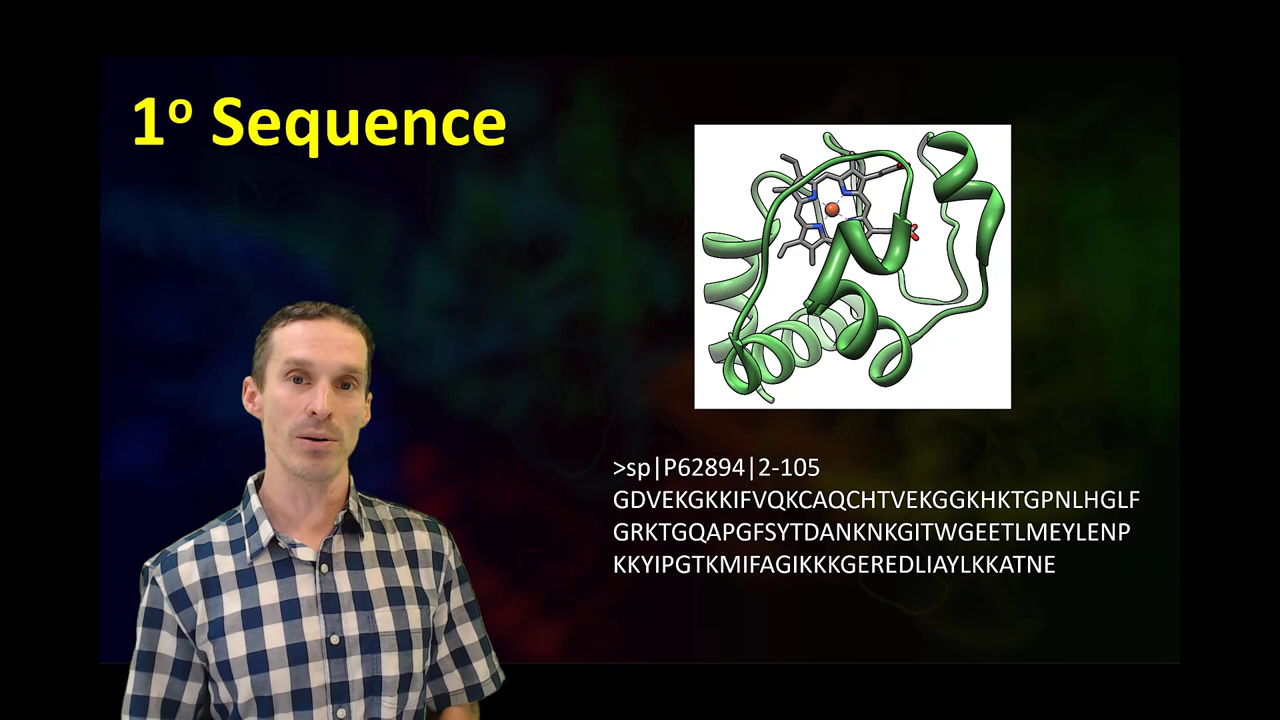 1º Sequence
>sp|P62894|2-105
GDVEKGKKIFVQKCAQCHTVEKGGKHKTGPNLHGLF
GRKTGQAPGFSYTDANKNKGITWGEETLMEYLENP
KKYIPGTKMIFAGIKKKGEREDLIAYLKKATNE